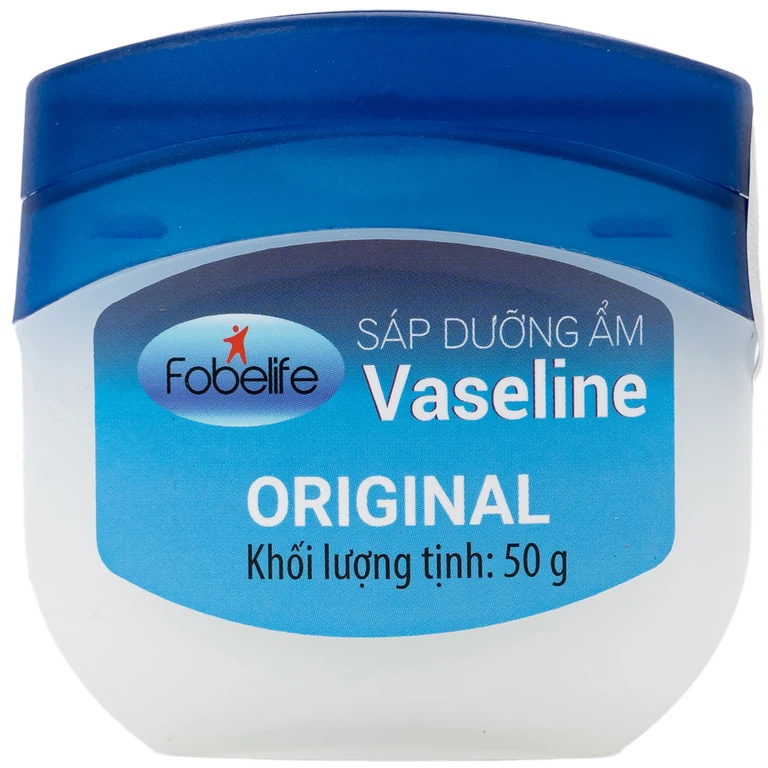 Fobelife
SÁP DƯỠNG ẨM
Vaseline
ORIGINAL
Khối lượng tịnh: 50 g